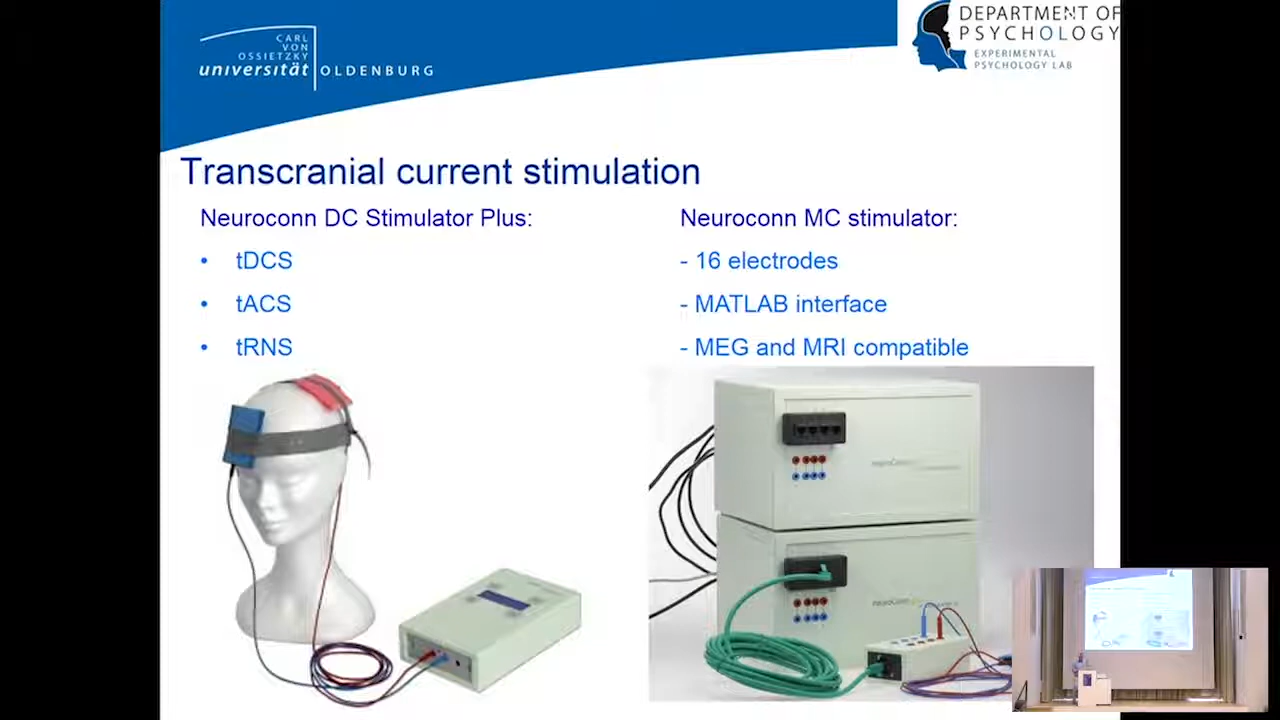 CARL
VON
OSSIETZKY
universität OLDENBURG
DEPARTMENT OF
PSYCHOLOGY
EXPERIMENTAL
PSYCHOLOGY LAB
Transcranial current stimulation
Neuroconn DC Stimulator Plus:
• tDCS
• tACS
• tRNS
Neuroconn MC stimulator:
- 16 electrodes
- MATLAB interface
- MEG and MRI compatible